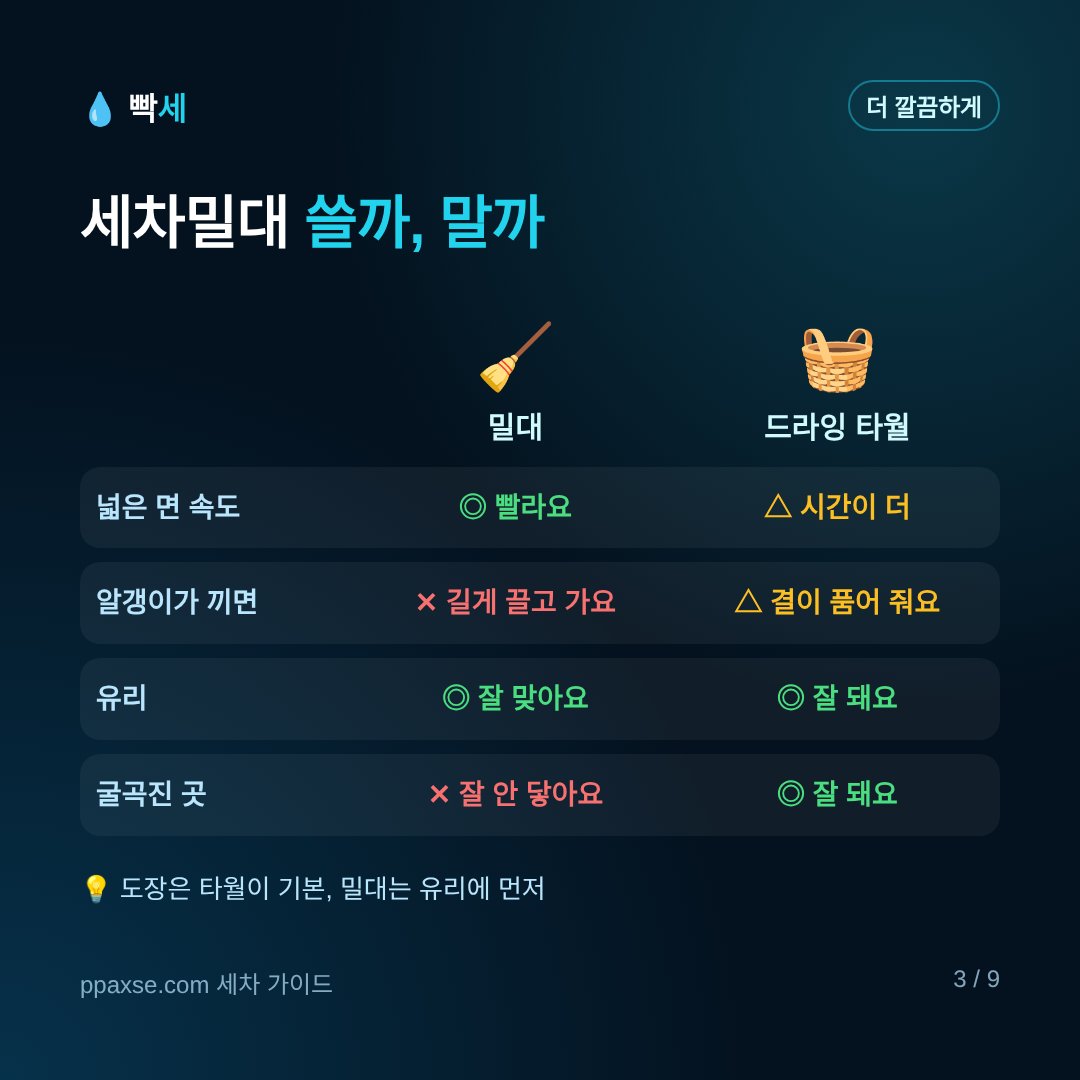 빡세
더 깔끔하게
세차밀대 쓸까, 말까
밀대 드라잉 타월
넓은 면 속도 ◎ 빨라요 △ 시간이 더
알갱이가 끼면 ✕ 길게 끌고 가요 △ 결이 품어 줘요
유리 ◎ 잘 맞아요 ◎ 잘 돼요
굴곡진 곳 ✕ 잘 안 닿아요 ◎ 잘 돼요
도장은 타월이 기본, 밀대는 유리에 먼저
ppaxse.com 세차 가이드
3 / 9